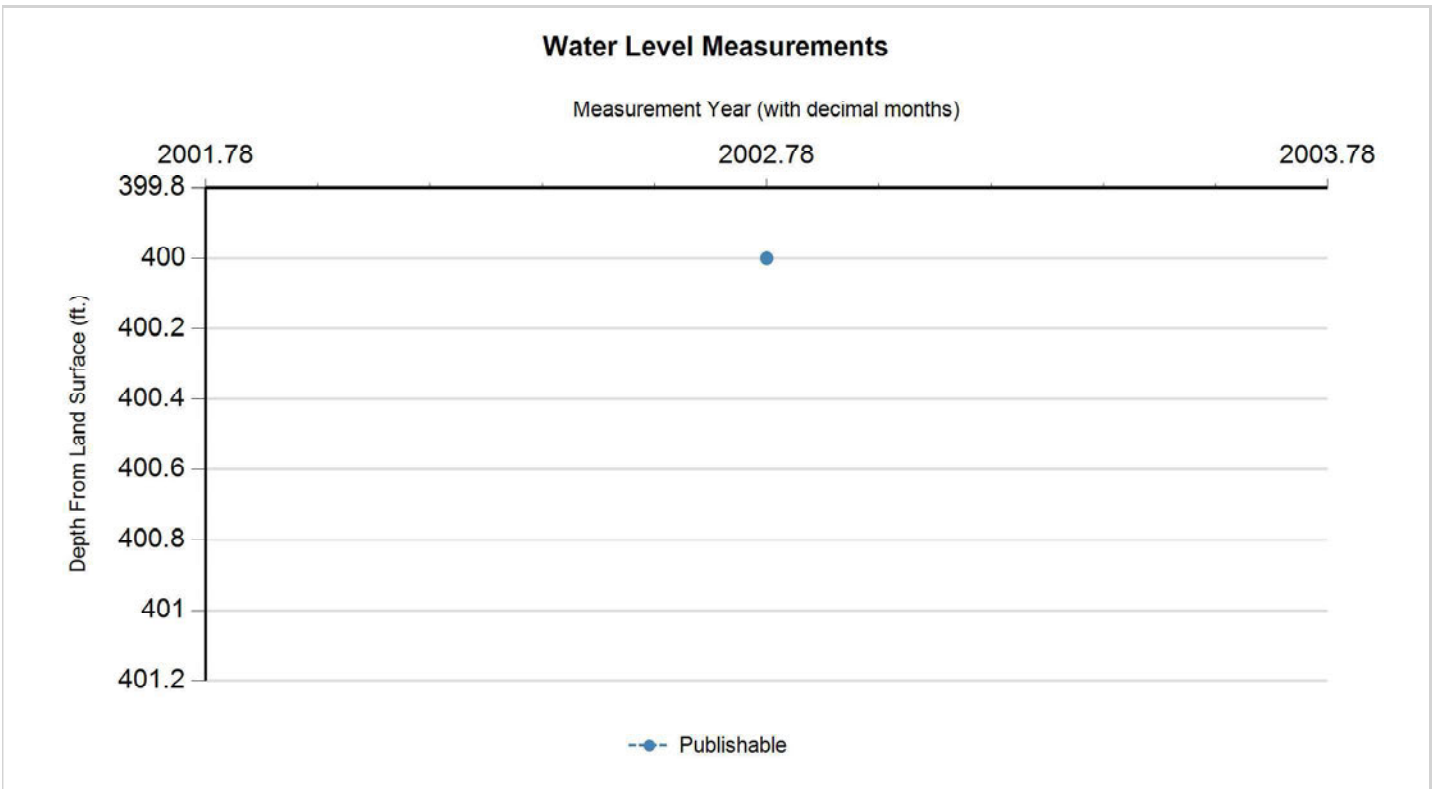 Water Level Measurements
Measurement Year (with decimal months)
2001.78 2002.78 2003.78
399.8
400
400.2
400.4
400.6
400.8
401
401.2
Depth From Land Surface (ft.)
Publishable